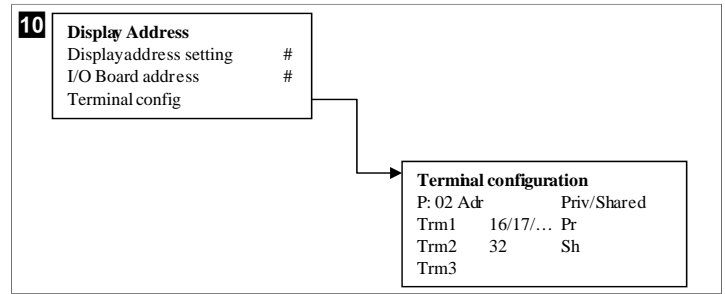 10
Display Address
Displayaddress setting #
I/O Board address #
Terminal config
Terminal configuration
P: 02 Adr Priv/Shared
Trm1 16/17/… Pr
Trm2 32 Sh
Trm3